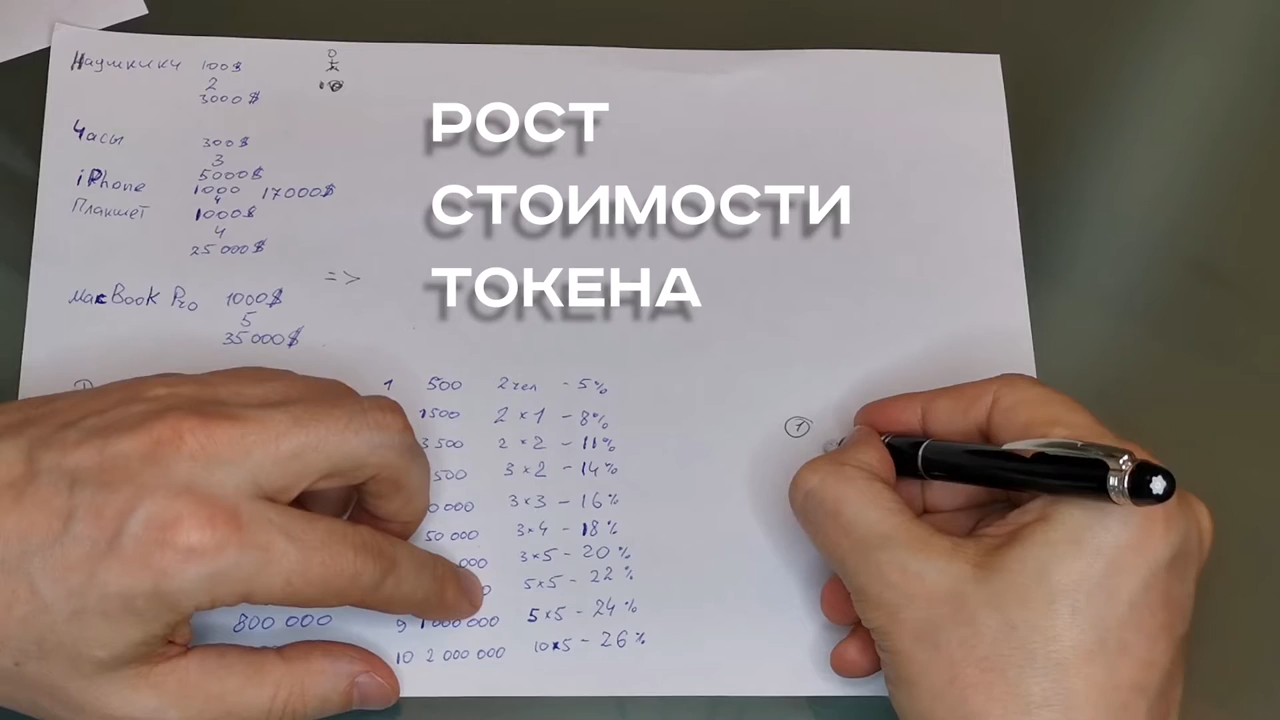 Наушники 100$
2
3000$
Часы 300$
3
5000$
iPhone 1000 17000$
4
Планшет 1000$
4
25 000$
=>
MacBook Pro 1000$
5
35 000$
РОСТ
СТОИМОСТИ
ТОКЕНА
1 500 2 чел - 5%
1500 2 x 1 - 8%
3 500 2 x 2 - 11%
500 3 x 2 - 14%
0 000 3 x 3 - 16%
50 000 3 x 4 - 18%
000 3 x 5 - 20%
0 5 x 5 - 22%
800 000 9 1 000 000 5 x 5 - 24%
10 2 000 000 10 x 5 - 26%
1